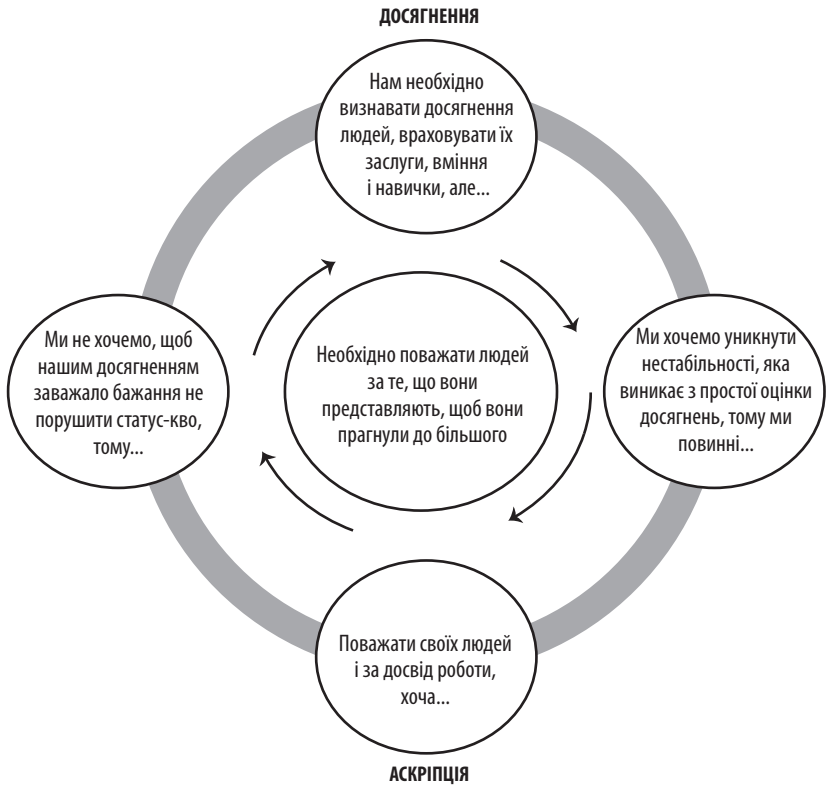 ДОСЯГНЕННЯ
Нам необхідно
визнавати досягнення
людей, враховувати їх
заслуги, вміння
і навички, але...
Ми не хочемо, щоб
нашим досягненням
заважало бажання не
порушити статус-кво,
тому...
Необхідно поважати людей
за те, що вони
представляють, щоб вони
прагнули до більшого
Ми хочемо уникнути
нестабільності, яка
виникає з простої оцінки
досягнень, тому ми
повинні...
Поважати своїх людей
і за досвід роботи,
хоча...
АСКРІПЦІЯ